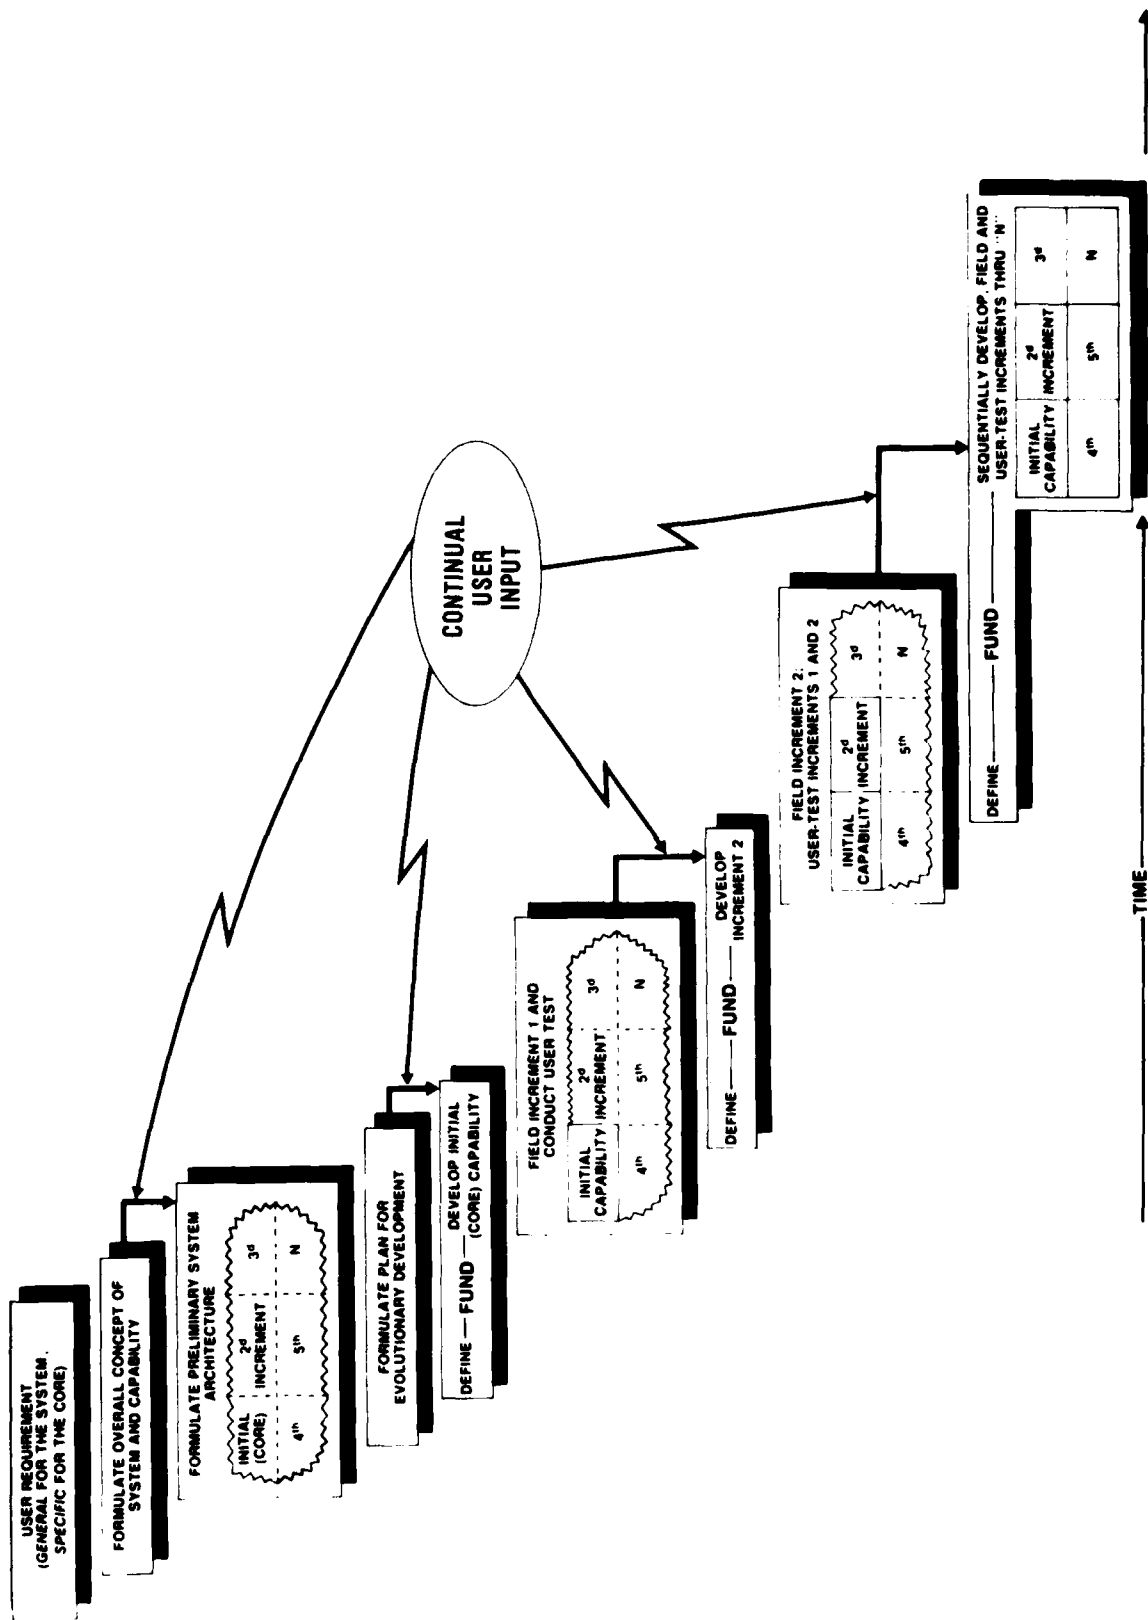 USER REQUIREMENT
(GENERAL FOR THE SYSTEM,
SPECIFIC FOR THE CORE)
FORMULATE OVERALL CONCEPT OF
SYSTEM AND CAPABILITY
FORMULATE PRELIMINARY SYSTEM
ARCHITECTURE
INITIAL
(CORE)
2d
INCREMENT
3d
4th
5th
N
FORMULATE PLAN FOR
EVOLUTIONARY DEVELOPMENT
DEFINE — FUND — DEVELOP INITIAL
(CORE) CAPABILITY
FIELD INCREMENT 1 AND
CONDUCT USER TEST
INITIAL
CAPABILITY
2d
INCREMENT
3d
4th
5th
N
DEFINE — FUND — DEVELOP
INCREMENT 2
FIELD INCREMENT 2:
USER-TEST INCREMENTS 1 AND 2
INITIAL
CAPABILITY
2d
INCREMENT
3d
4th
5th
N
DEFINE — FUND — SEQUENTIALLY DEVELOP, FIELD AND
USER-TEST INCREMENTS THRU "N"
INITIAL
CAPABILITY
2d
INCREMENT
3d
4th
5th
N
CONTINUAL
USER
INPUT
TIME